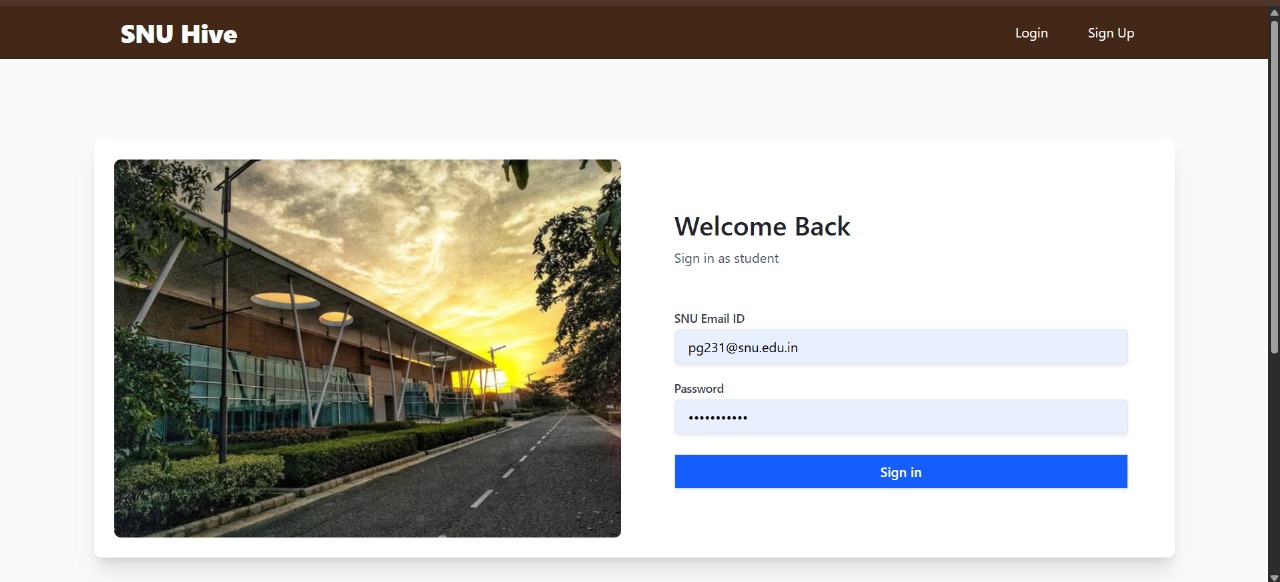 SNU Hive
Login
Sign Up
Welcome Back
Sign in as student
SNU Email ID
pg231@snu.edu.in
Password
•••••••••••
Sign in